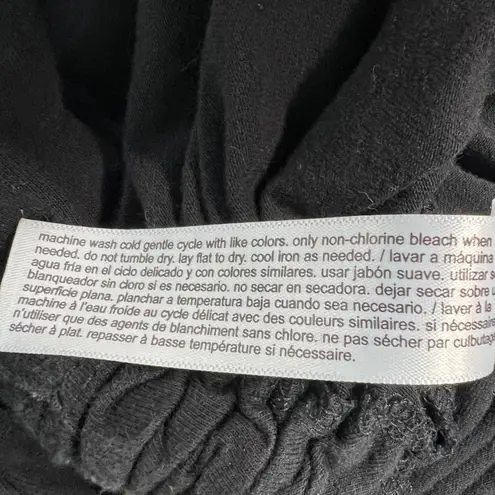 machine wash cold gentle cycle with like colors. only non-chlorine bleach when
needed. do not tumble dry. lay flat to dry. cool iron as needed. / lavar a máquina
agua fria en el ciclo delicado y con colores similares. usar jabón suave. utilizar
blanqueador sin cloro si es necesario. no secar en secadora. dejar secar sobre
superficie plana. planchar a temperatura baja cuando sea necesario. / laver à la
machine à l'eau froide au cycle délicat avec des couleurs similaires. si nécessaire
n'utiliser que des agents de blanchiment sans chlore. ne pas sécher par culbutage
sécher à plat. repasser à basse température si nécessaire.